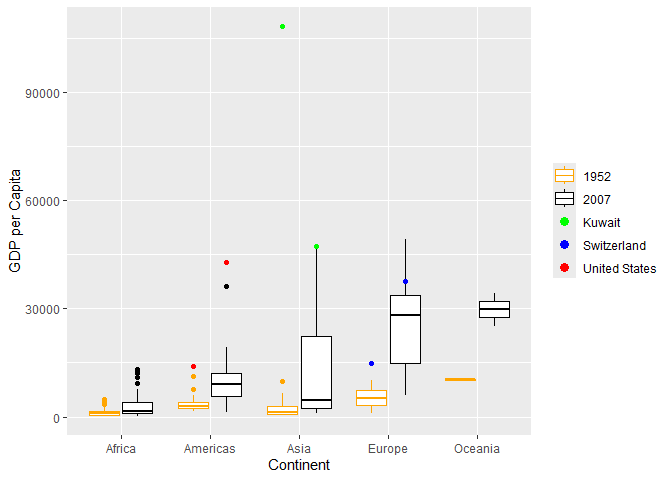 90000
60000
30000
0
GDP per Capita
Africa
Americas
Asia
Europe
Oceania
Continent
1952
2007
Kuwait
Switzerland
United States